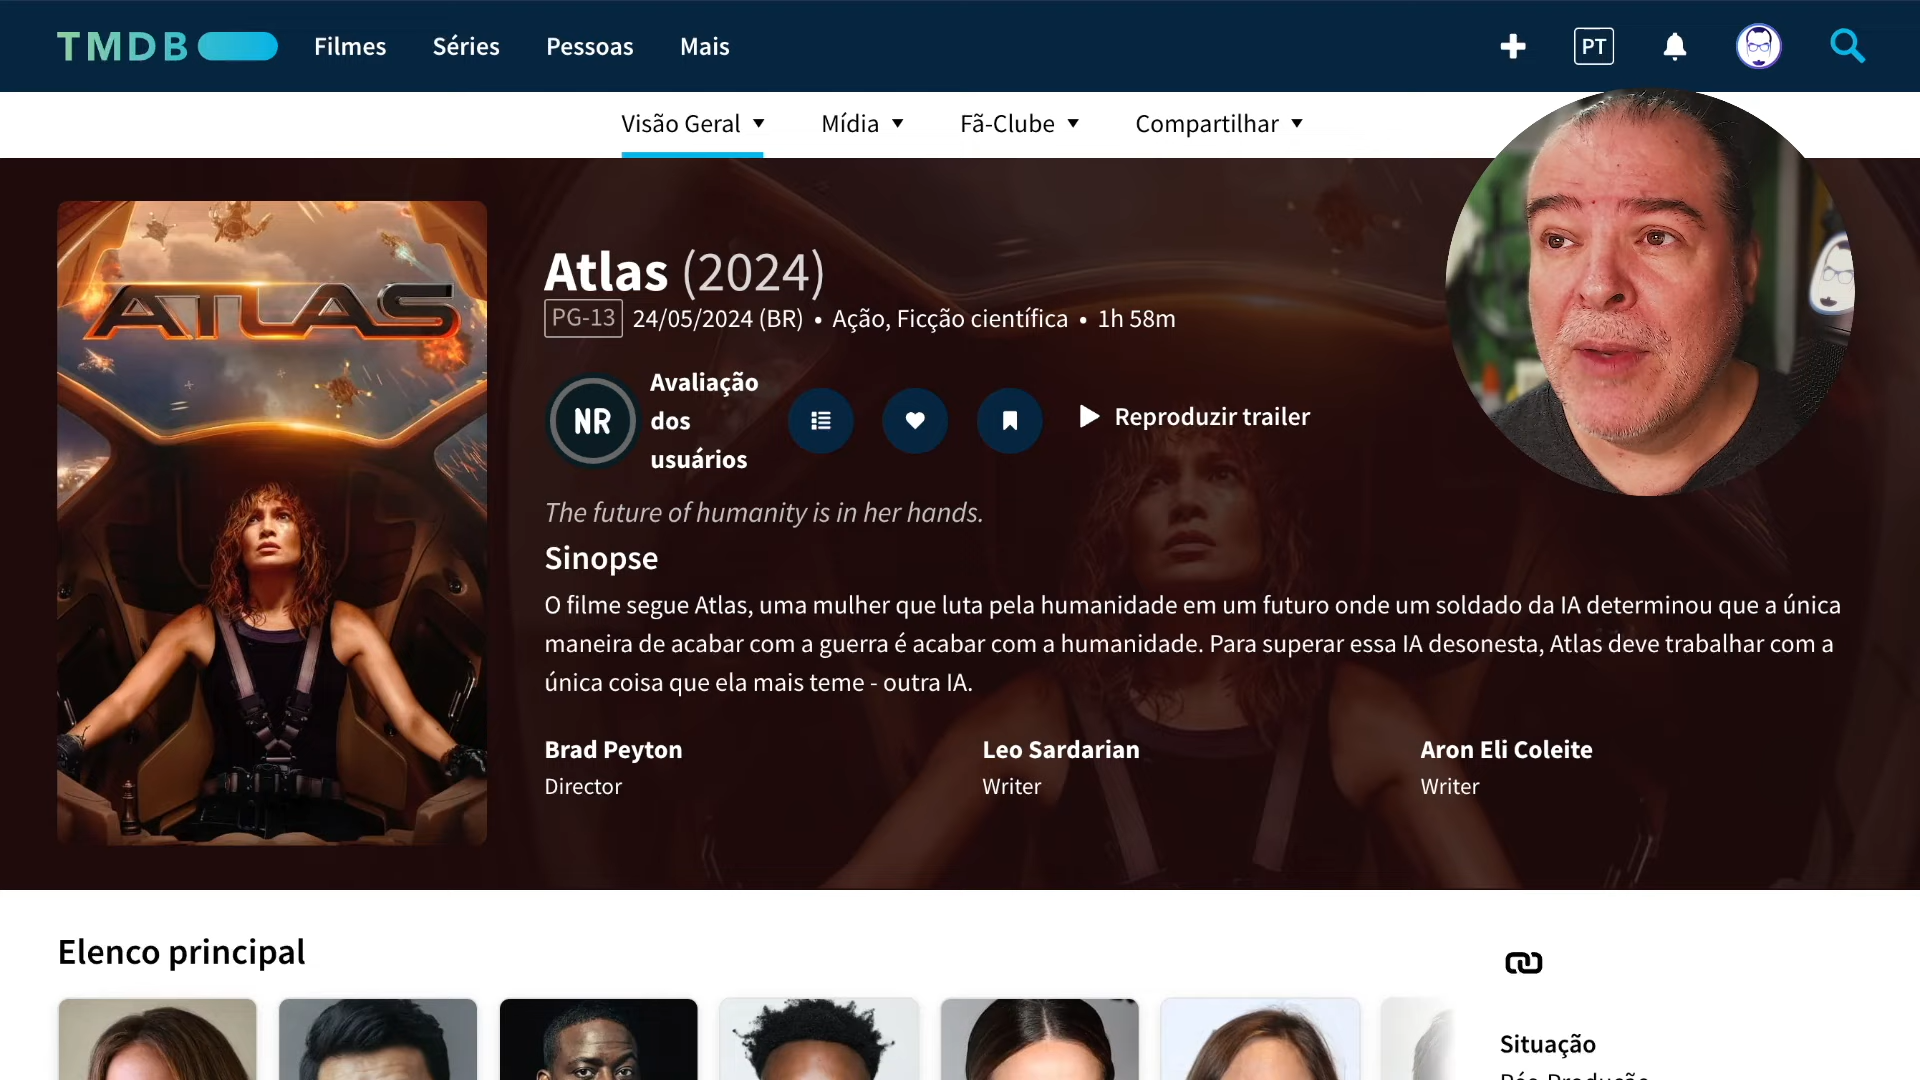 TMDB
Filmes
Séries
Pessoas
Mais
PT
Visão Geral
Mídia
Fã-Clube
Compartilhar
ATLAS
Atlas (2024)
PG-13 24/05/2024 (BR) • Ação, Ficção científica • 1h 58m
NR
Avaliação
dos
usuários
Reproduzir trailer
The future of humanity is in her hands.
Sinopse
O filme segue Atlas, uma mulher que luta pela humanidade em um futuro onde um soldado da IA determinou que a única
maneira de acabar com a guerra é acabar com a humanidade. Para superar essa IA desonesta, Atlas deve trabalhar com a
única coisa que ela mais teme - outra IA.
Brad Peyton
Director
Leo Sardarian
Writer
Aron Eli Coleite
Writer
Elenco principal
Situação
Pós-Produção